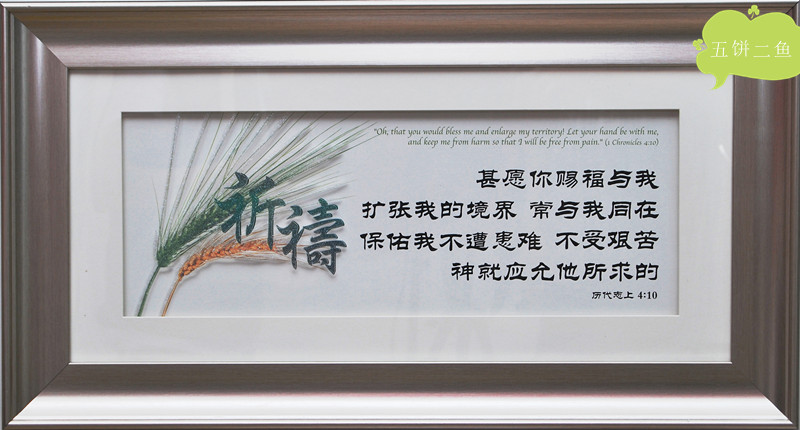 五饼二鱼
"Oh, that you would bless me and enlarge my territory! Let your hand be with me,
and keep me from harm so that I will be free from pain." (1 Chronicles 4:10)
祈禱
甚愿你赐福与我
扩张我的境界 常与我同在
保佑我不遭患难 不受艰苦
神就应允他所求的
历代志上 4:10